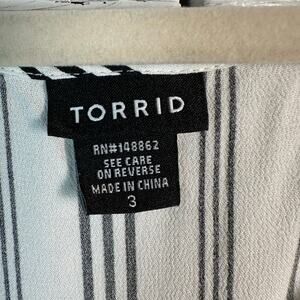 TORRID
RN#148862
SEE CARE
ON REVERSE
MADE IN CHINA
3